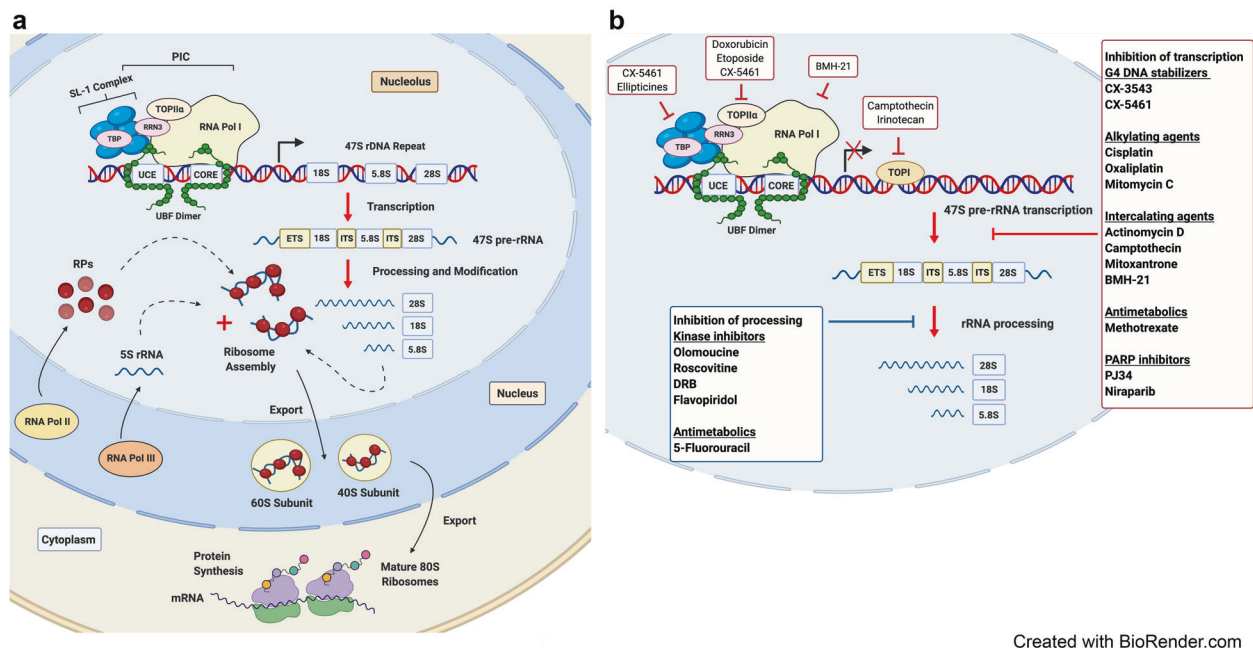 a
PIC
SL-1 Complex
Nucleolus
TOPIIα
RRN3
TBP
RNA Pol I
47S rDNA Repeat
UCE
CORE
18S
5.8S
28S
UBF Dimer
Transcription
ETS
18S
ITS
5.8S
ITS
28S
47S pre-rRNA
RPs
Processing and Modification
28S
18S
5.8S
5S rRNA
Ribosome
Assembly
Nucleus
Export
RNA Pol II
RNA Pol III
60S Subunit
40S Subunit
Cytoplasm
Export
Protein
Synthesis
Mature 80S
Ribosomes
mRNA
b
CX-5461
Ellipticines
Doxorubicin
Etoposide
CX-5461
BMH-21
Camptothecin
Irinotecan
TOPIIα
RRN3
TBP
RNA Pol I
TOPI
UCE
CORE
UBF Dimer
47S pre-rRNA transcription
ETS
18S
ITS
5.8S
ITS
28S
rRNA processing
28S
18S
5.8S
Inhibition of processing
Kinase inhibitors
Olomoucine
Roscovitine
DRB
Flavopiridol
Antimetabolics
5-Fluorouracil
Inhibition of transcription
G4 DNA stabilizers
CX-3543
CX-5461
Alkylating agents
Cisplatin
Oxaliplatin
Mitomycin C
Intercalating agents
Actinomycin D
Camptothecin
Mitoxantrone
BMH-21
Antimetabolics
Methotrexate
PARP inhibitors
PJ34
Niraparib
Created with BioRender.com